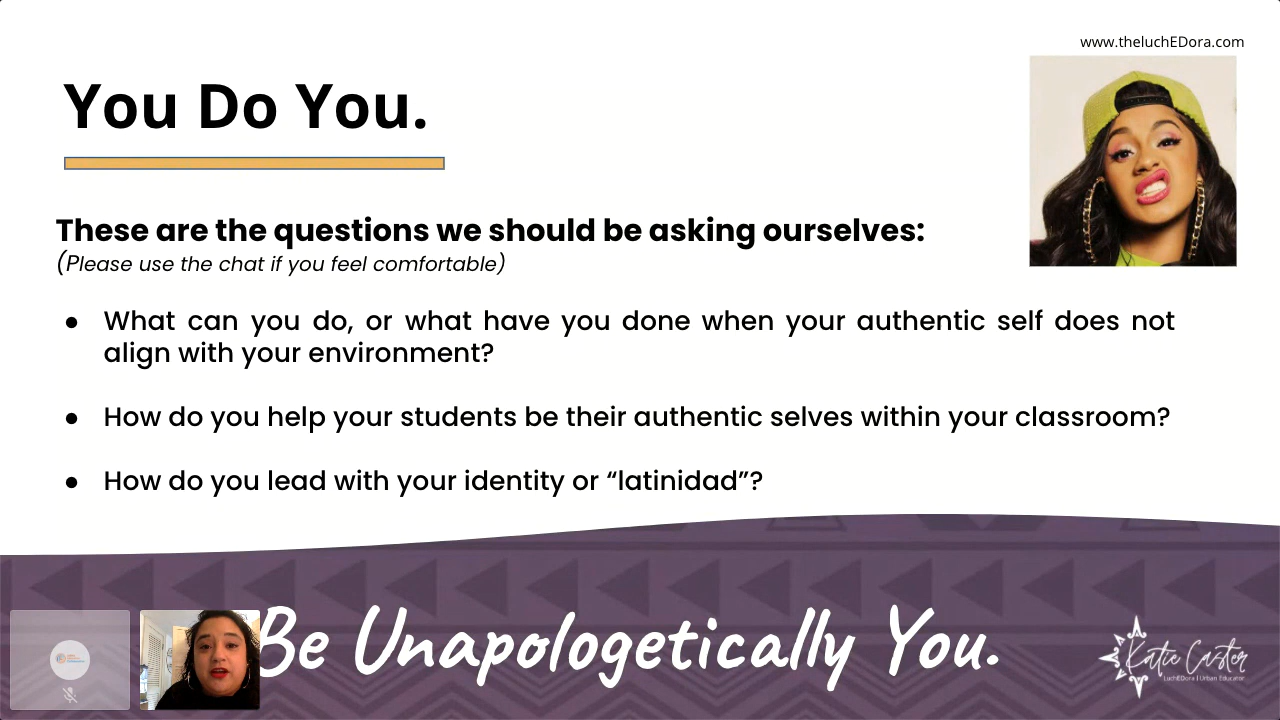 www.theluchEDora.com
You Do You.
These are the questions we should be asking ourselves:
(Please use the chat if you feel comfortable)
● What can you do, or what have you done when your authentic self does not
align with your environment?
● How do you help your students be their authentic selves within your classroom?
● How do you lead with your identity or “latinidad”?
Be Unapologetically You.
Katie Caster
LuchEDora | Urban Educator